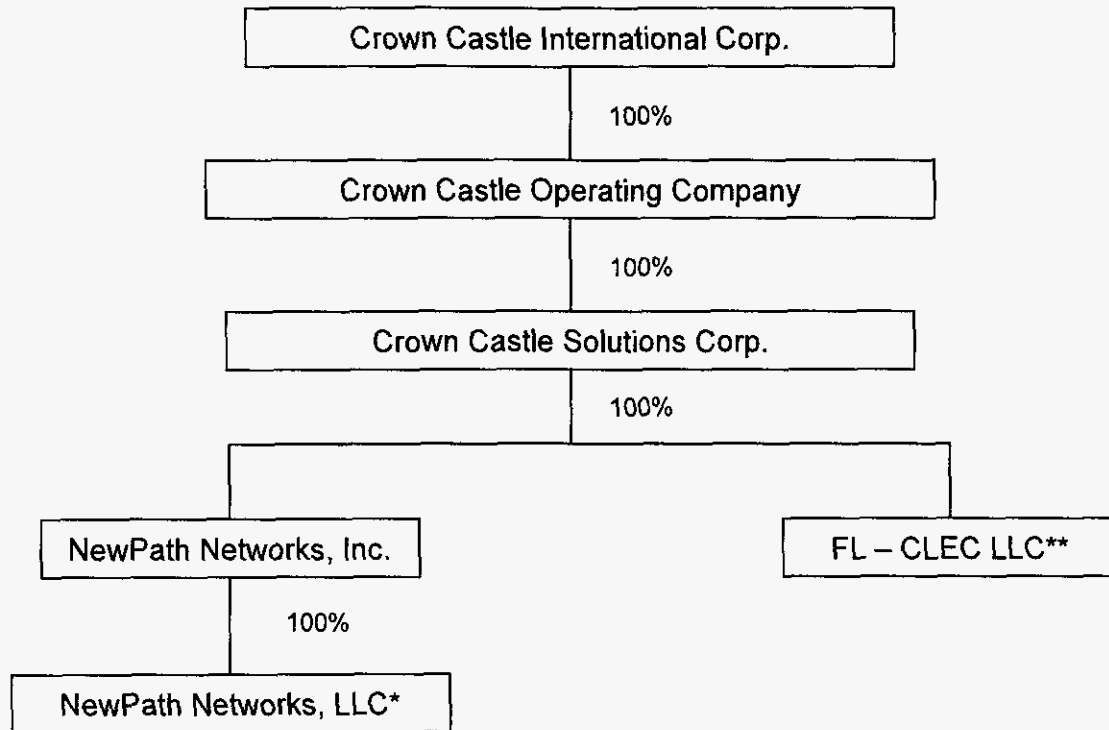 Crown Castle International Corp.
100%
Crown Castle Operating Company
100%
Crown Castle Solutions Corp.
100%
NewPath Networks, Inc.
FL – CLEC LLC**
100%
NewPath Networks, LLC*